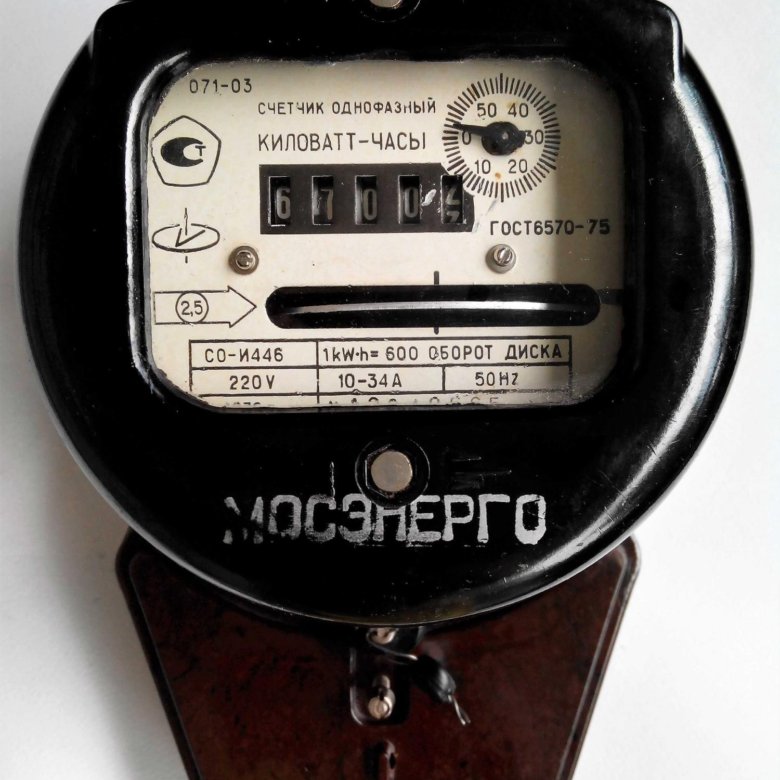 071-03
СЧЕТЧИК ОДНОФАЗНЫЙ
КИЛОВАТТ-ЧАСЫ
50 40
0 30
10 20
6 7 0 0
ГОСТ6570-75
2,5
СО-И446 1kW·h= 600 ОБОРОТ ДИСКА
220V 10-34A 50Hz
МОСЭНЕРГО